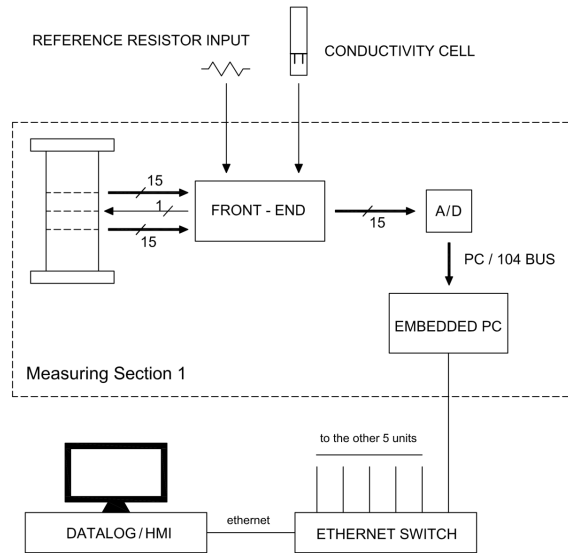 REFERENCE RESISTOR INPUT
CONDUCTIVITY CELL
15
1
15
FRONT - END
15
A/D
PC / 104 BUS
EMBEDDED PC
Measuring Section 1
to the other 5 units
DATALOG / HMI
ethernet
ETHERNET SWITCH